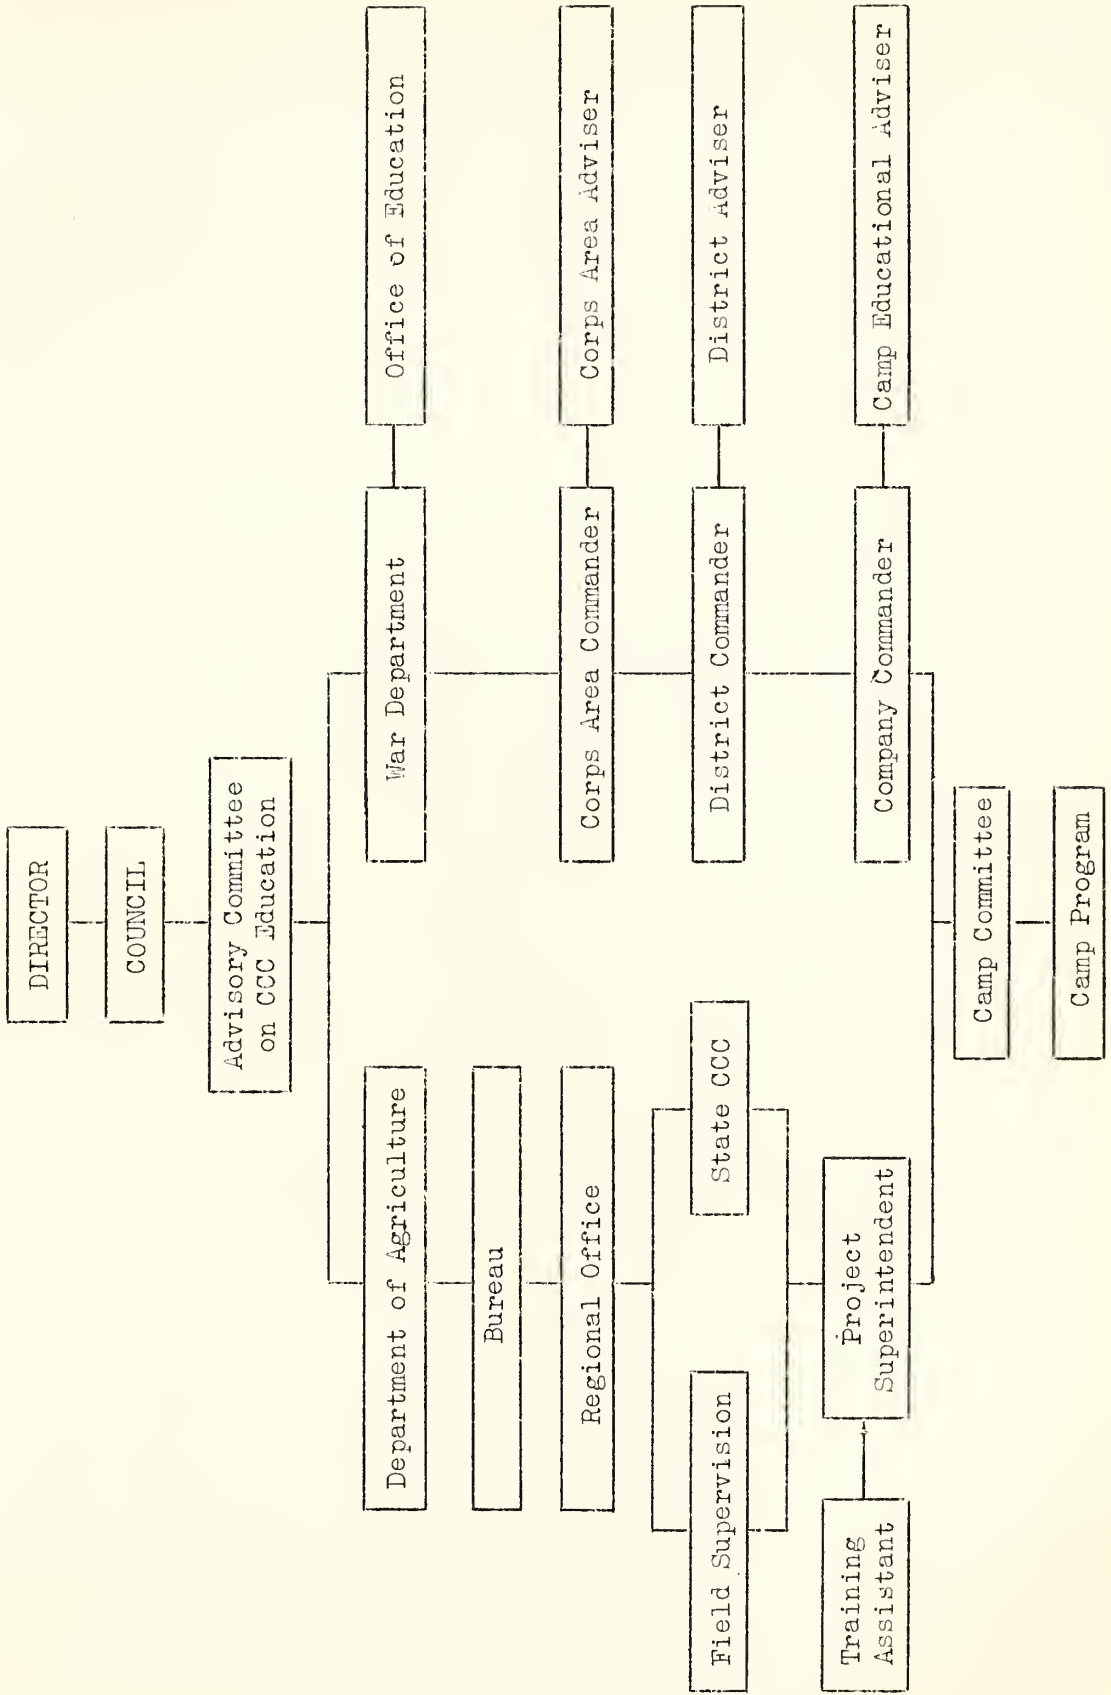 DIRECTOR
COUNCIL
Advisory Committee
on CCC Education
Department of Agriculture
War Department
Office of Education
Bureau
Regional Office
Corps Area Commander
Corps Area Adviser
Field Supervision
State CCC
District Commander
District Adviser
Training
Assistant
Project
Superintendent
Company Commander
Camp Educational Adviser
Camp Committee
Camp Program